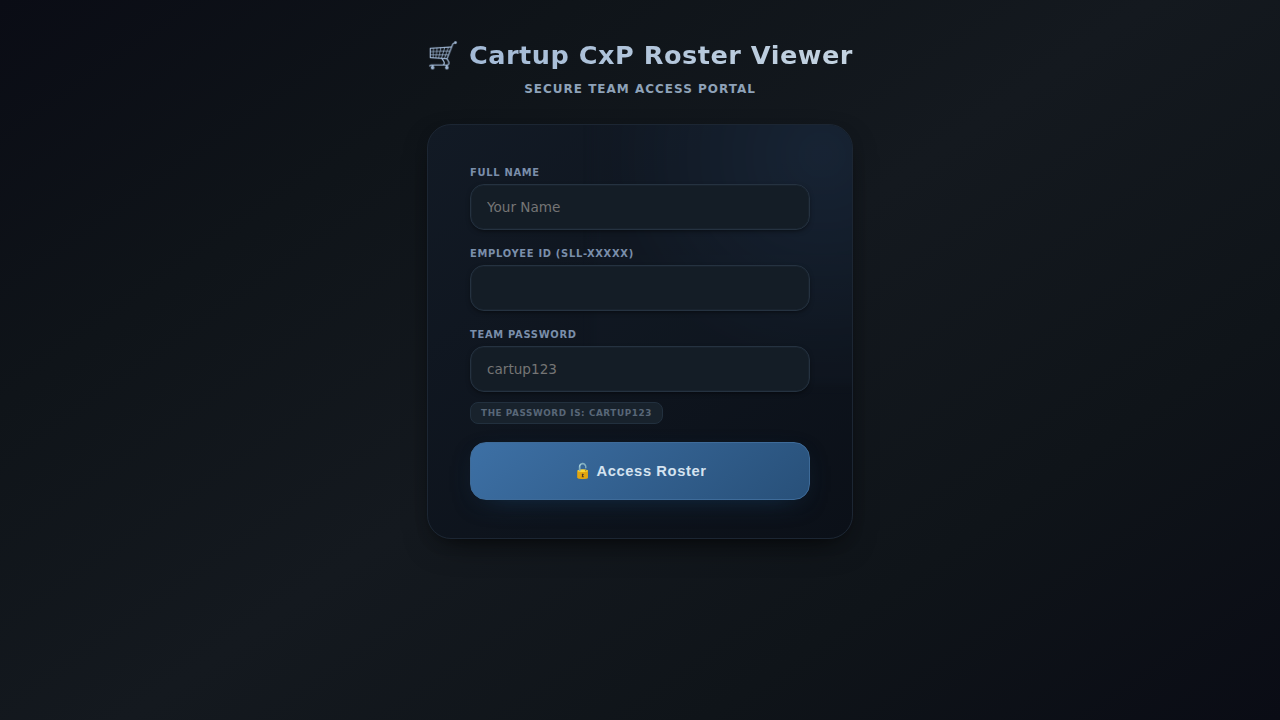 🛒 Cartup CxP Roster Viewer
SECURE TEAM ACCESS PORTAL
FULL NAME
Your Name
EMPLOYEE ID (SLL-XXXXX)
TEAM PASSWORD
cartup123
THE PASSWORD IS: CARTUP123
🔓 Access Roster